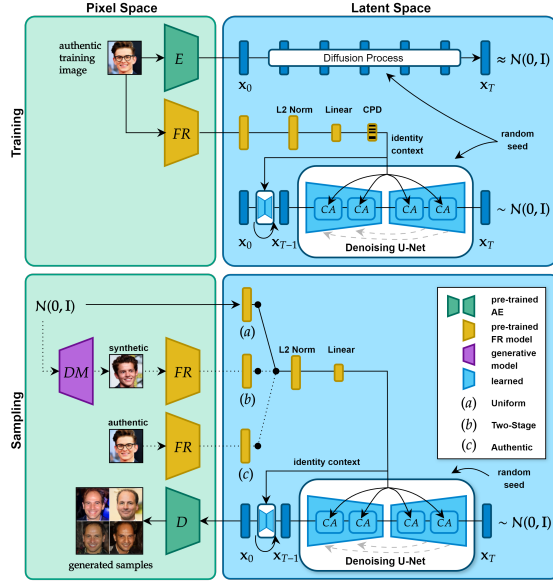 Pixel Space
Latent Space
Training
authentic
training
image
E
x0
Diffusion Process
xT
≈ N(0, I)
FR
L2 Norm
Linear
CPD
identity
context
random
seed
CA
CA
CA
CA
x0
xT−1
Denoising U-Net
xT
∼ N(0, I)
Sampling
N(0, I)
(a)
synthetic
DM
FR
(b)
L2 Norm
Linear
authentic
FR
(c)
identity context
random
seed
D
CA
CA
CA
CA
x0
xT−1
Denoising U-Net
xT
∼ N(0, I)
generated samples
pre-trained
AE
pre-trained
FR model
generative
model
learned
(a) Uniform
(b) Two-Stage
(c) Authentic